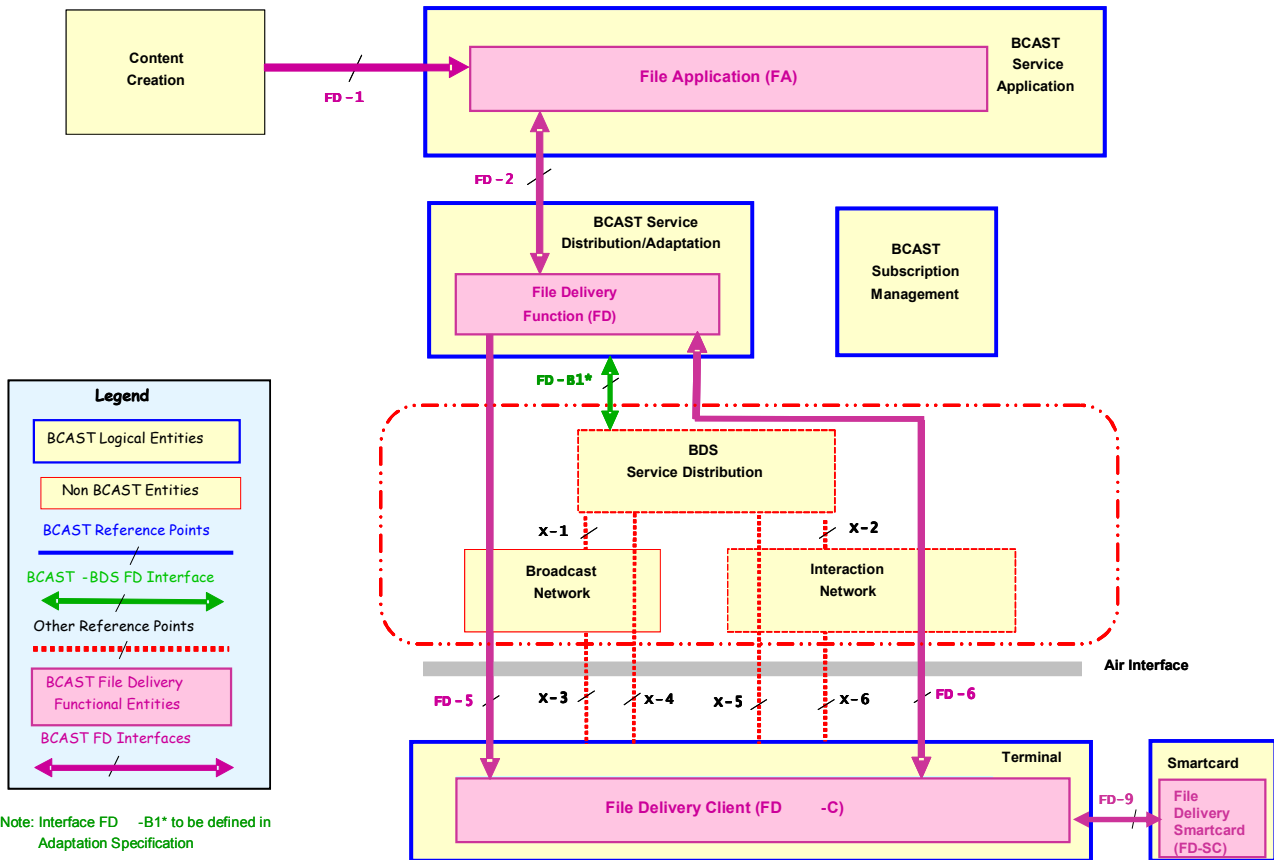 Content
Creation
FD-1
File Application (FA)
BCAST
Service
Application
FD-2
BCAST Service
Distribution/Adaptation
File Delivery
Function (FD)
BCAST
Subscription
Management
FD-B1*
BDS
Service Distribution
X-1
X-2
Broadcast
Network
Interaction
Network
Air Interface
FD-5
X-3
X-4
X-5
X-6
FD-6
Terminal
File Delivery Client (FD -C)
FD-9
Smartcard
File
Delivery
Smartcard
(FD-SC)
Legend
BCAST Logical Entities
Non BCAST Entities
BCAST Reference Points
BCAST -BDS FD Interface
Other Reference Points
BCAST File Delivery
Functional Entities
BCAST FD Interfaces
Note: Interface FD -B1* to be defined in
Adaptation Specification